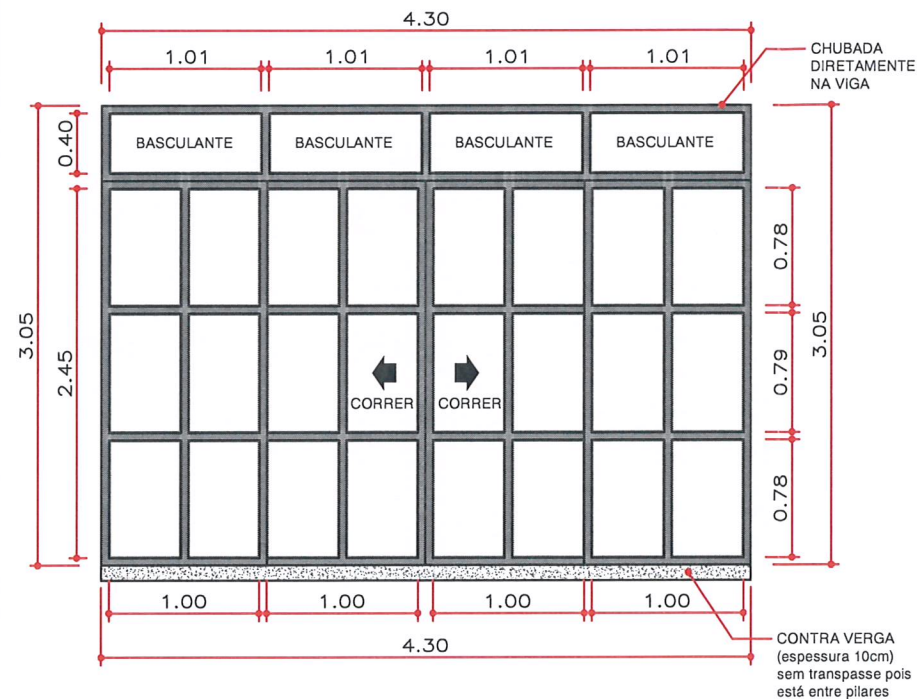 4.30
1.01 1.01 1.01 1.01
CHUBADA
DIRETAMENTE
NA VIGA
0.40
BASCULANTE BASCULANTE BASCULANTE BASCULANTE
3.05
2.45
0.78
0.79
0.78
3.05
CORRER CORRER
1.00 1.00 1.00 1.00
4.30
CONTRA VERGA
(espessura 10cm)
sem transpasse pois
está entre pilares